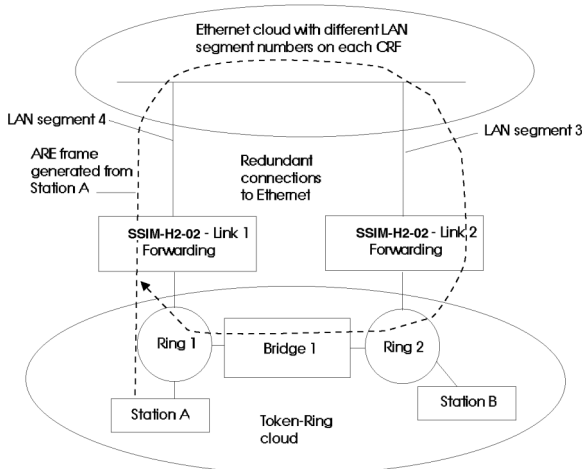 Ethernet cloud with different LAN
segment numbers on each CRF
LAN segment 4
LAN segment 3
ARE frame
generated from
Station A
Redundant
connections
to Ethernet
SSIM-H2-02 - Link 1
Forwarding
SSIM-H2-02 - Link 2
Forwarding
Ring 1
Bridge 1
Ring 2
Station A
Station B
Token-Ring
cloud